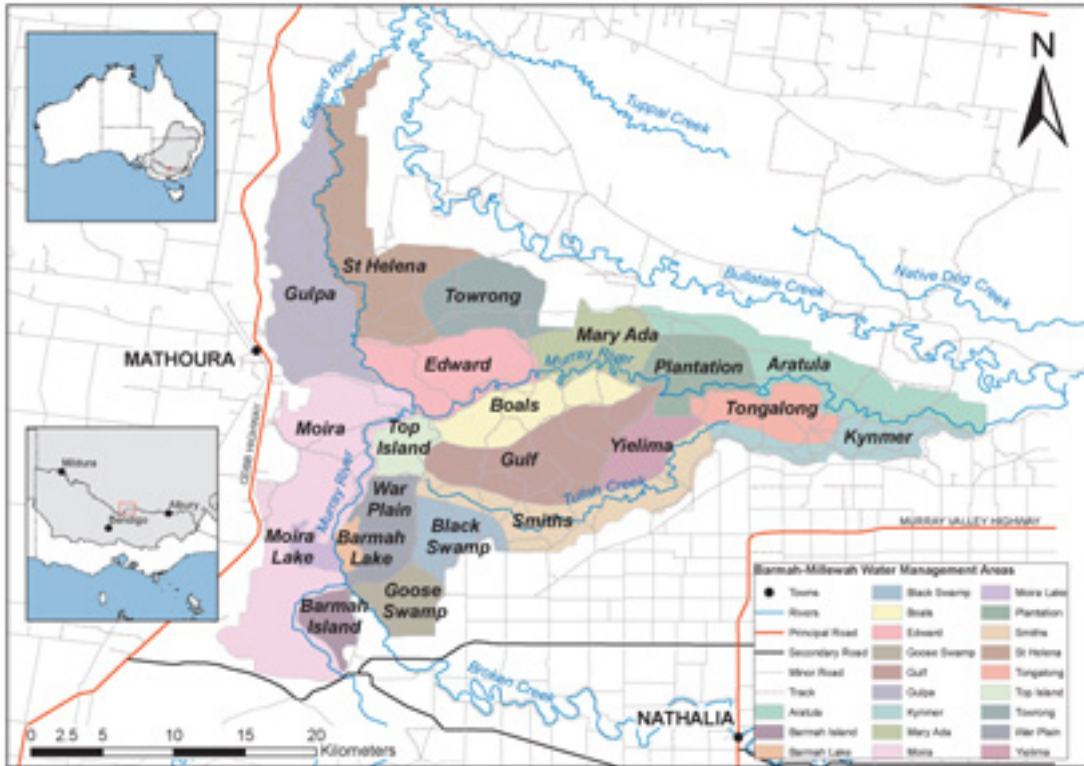 N
Edward River
Tuppal Creek
Native Dog Creek
Bullatale Creek
St Helena
Gulpa
Towrong
Mary Ada
MATHOURA
Edward
Murray River
Plantation
Aratula
Boals
Tongalong
Moira
Top
Island
Yielima
Kynmer
Gulf
COBB HIGHWAY
Murray River
War
Plain
Tullah Creek
Smiths
Black
Swamp
Moira
Lake
Barmah
Lake
Goose
Swamp
Barmah
Island
MURRAY VALLEY HIGHWAY
Mildura
Albury
Bendigo
Broken Creek
NATHALIA
0 2.5 5 10 15 20
Kilometers
Barmah-Millewah Water Management Areas
Towns
Rivers
Principal Road
Secondary Road
Minor Road
Track
Aratula
Barmah Island
Barmah Lake
Black Swamp
Boals
Edward
Goose Swamp
Gulf
Gulpa
Kynmer
Mary Ada
Moira
Moira Lake
Plantation
Smiths
St Helena
Tongalong
Top Island
Towrong
War Plain
Yielima